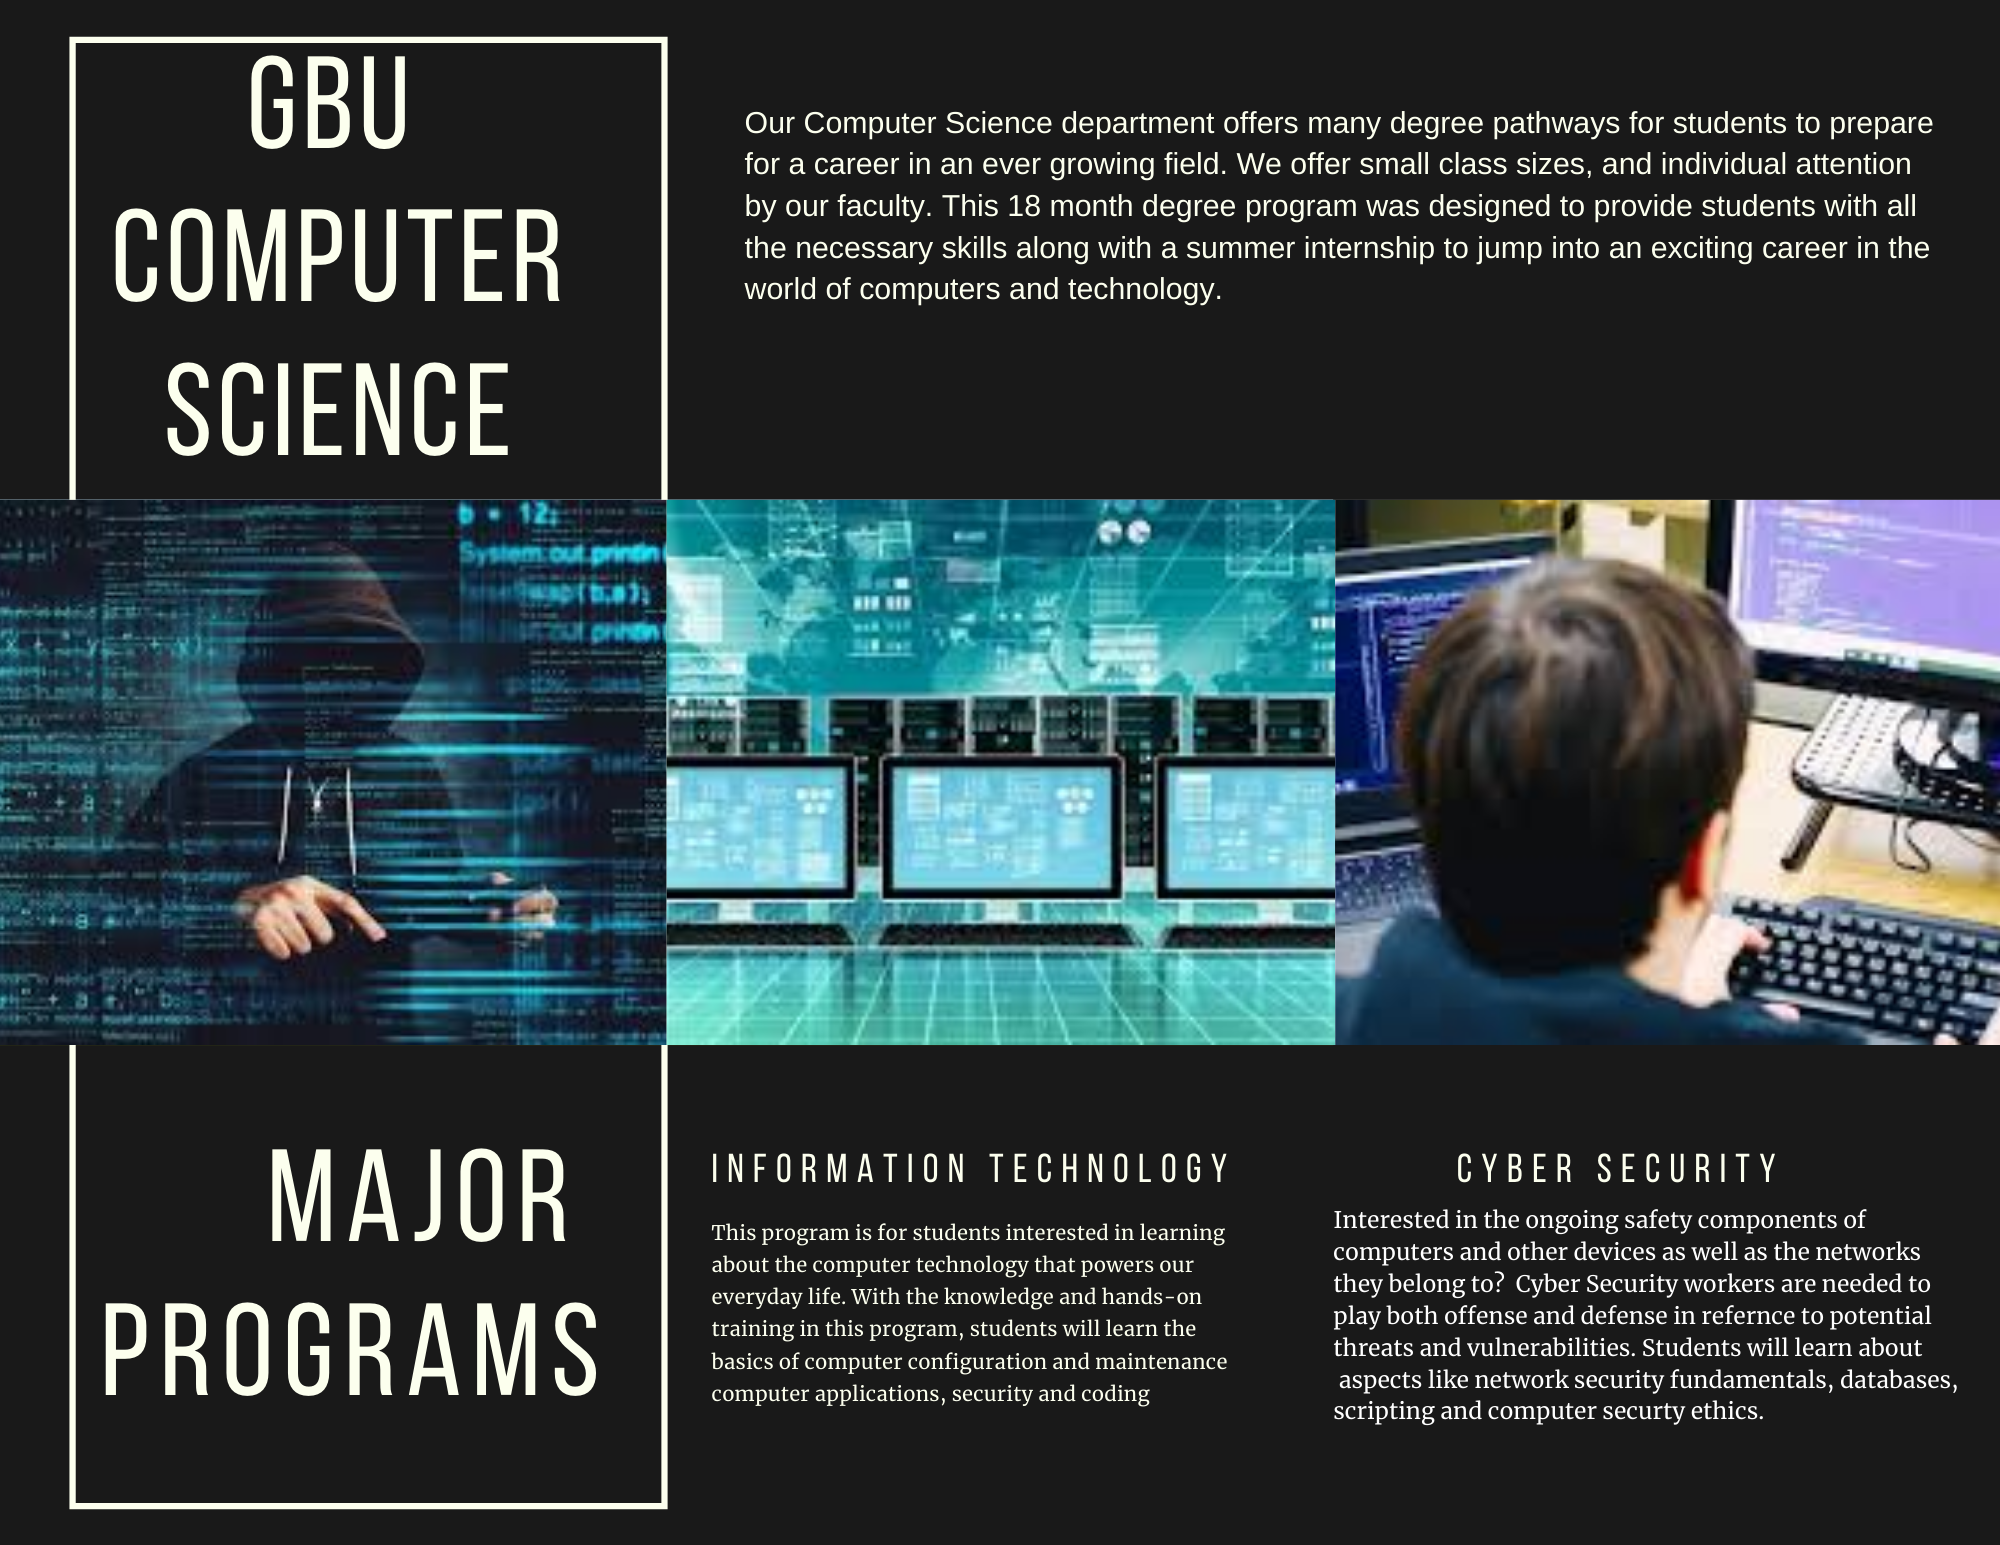 GBU
COMPUTER
SCIENCE
Our Computer Science department offers many degree pathways for students to prepare
for a career in an ever growing field. We offer small class sizes, and individual attention
by our faculty. This 18 month degree program was designed to provide students with all
the necessary skills along with a summer internship to jump into an exciting career in the
world of computers and technology.
b = 12;
System.out.println(
MAJOR
PROGRAMS
INFORMATION TECHNOLOGY
This program is for students interested in learning
about the computer technology that powers our
everyday life. With the knowledge and hands-on
training in this program, students will learn the
basics of computer configuration and maintenance
computer applications, security and coding
CYBER SECURITY
Interested in the ongoing safety components of
computers and other devices as well as the networks
they belong to?  Cyber Security workers are needed to
play both offense and defense in refernce to potential
threats and vulnerabilities. Students will learn about
aspects like network security fundamentals, databases,
scripting and computer securty ethics.